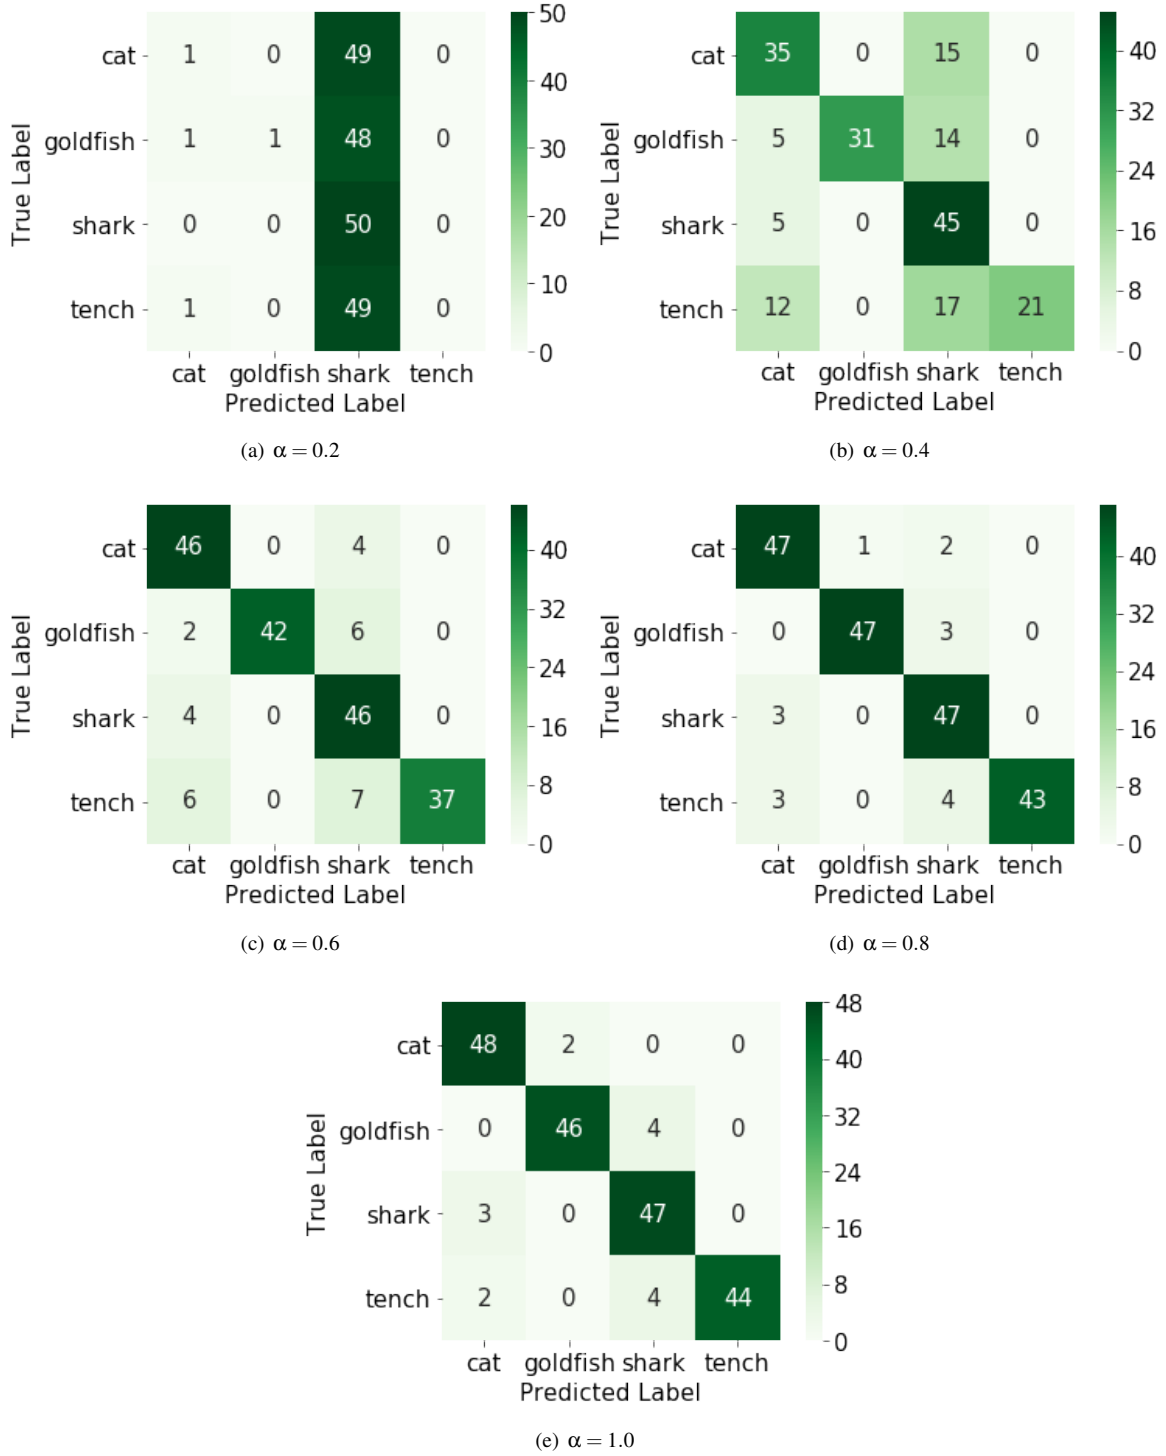 True Label
cat 1 0 49 0
goldfish 1 1 48 0
shark 0 50 0 0
tench 1 0 49 0
cat goldfish shark tench
Predicted Label
50
40
30
20
10
0
(a) α = 0.2
True Label
cat 35 0 15 0
goldfish 5 31 14 0
shark 5 0 45 0
tench 12 0 17 21
cat goldfish shark tench
Predicted Label
40
32
24
16
8
0
(b) α = 0.4
True Label
cat 46 0 4 0
goldfish 2 42 6 0
shark 4 0 46 0
tench 6 0 7 37
cat goldfish shark tench
Predicted Label
40
32
24
16
8
0
(c) α = 0.6
True Label
cat 47 1 2 0
goldfish 0 47 3 0
shark 3 0 47 0
tench 3 0 4 43
cat goldfish shark tench
Predicted Label
40
32
24
16
8
0
(d) α = 0.8
True Label
cat 48 2 0 0
goldfish 0 46 4 0
shark 3 0 47 0
tench 2 0 4 44
cat goldfish shark tench
Predicted Label
48
40
32
24
16
8
0
(e) α = 1.0